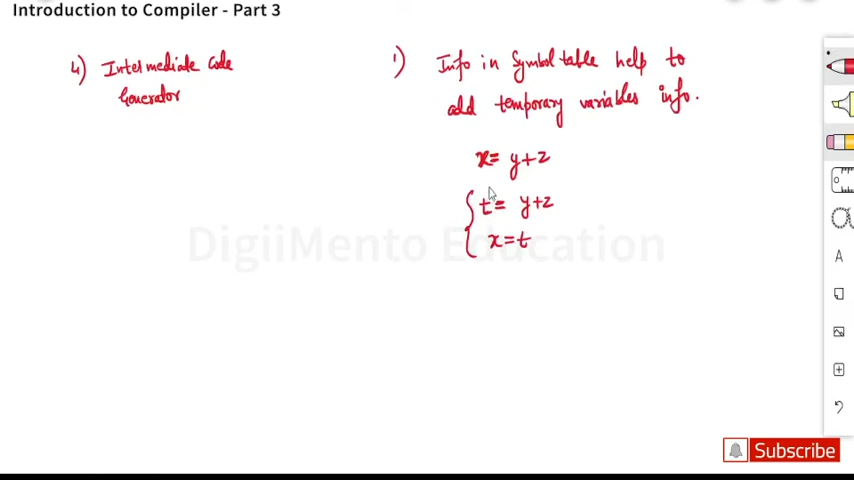 Introduction to Compiler - Part 3
4) Intermediate Code
Generator
1) Info in Symbol table help to
add temporary variables info.
x= y+z
t= y+z
x=t
DigiiMento Education
A
Subscribe